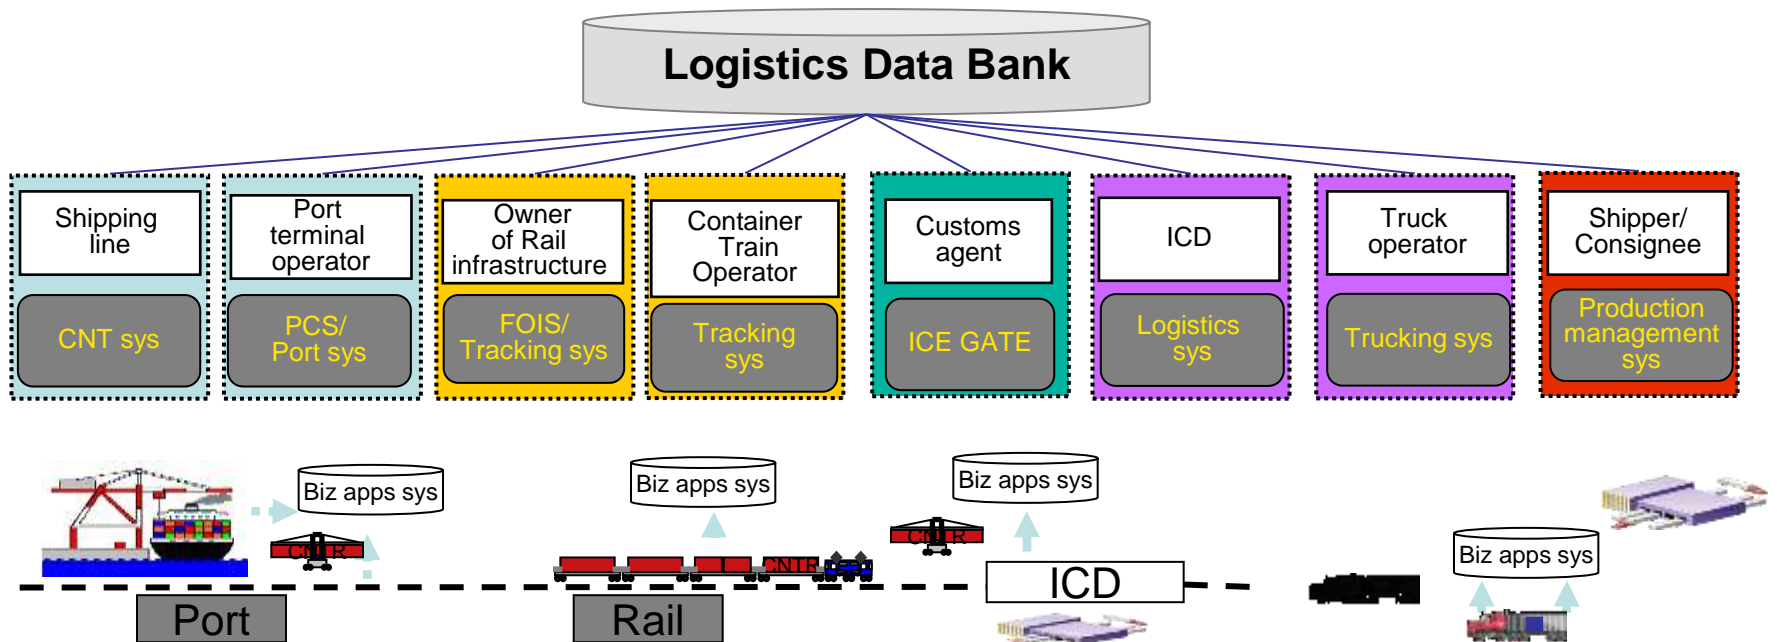 Logistics Data Bank
Shipping
line
CNT sys
Port
terminal
operator
PCS/
Port sys
Owner
of Rail
infrastructure
FOIS/
Tracking sys
Container
Train
Operator
Tracking
sys
Customs
agent
ICE GATE
ICD
Logistics
sys
Truck
operator
Trucking sys
Shipper/
Consignee
Production
management
sys
Biz apps sys
Biz apps sys
Biz apps sys
Biz apps sys
CNTR
CNTR
CNTR
ICD
Port
Rail